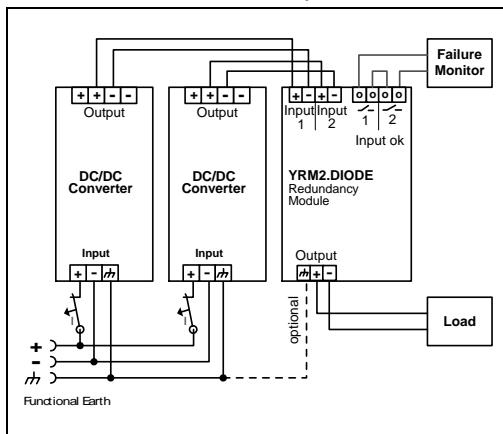 + + - -
Output
DC/DC
Converter
Input
+ -
+ + - -
Output
DC/DC
Converter
Input
+ -
+ - + -
Input Input
1 2
o o o o
1 2
Input ok
YRM2.DIODE
Redundancy
Module
Output
+ -
Failure
Monitor
Load
optional
I
I
+
-
Functional Earth